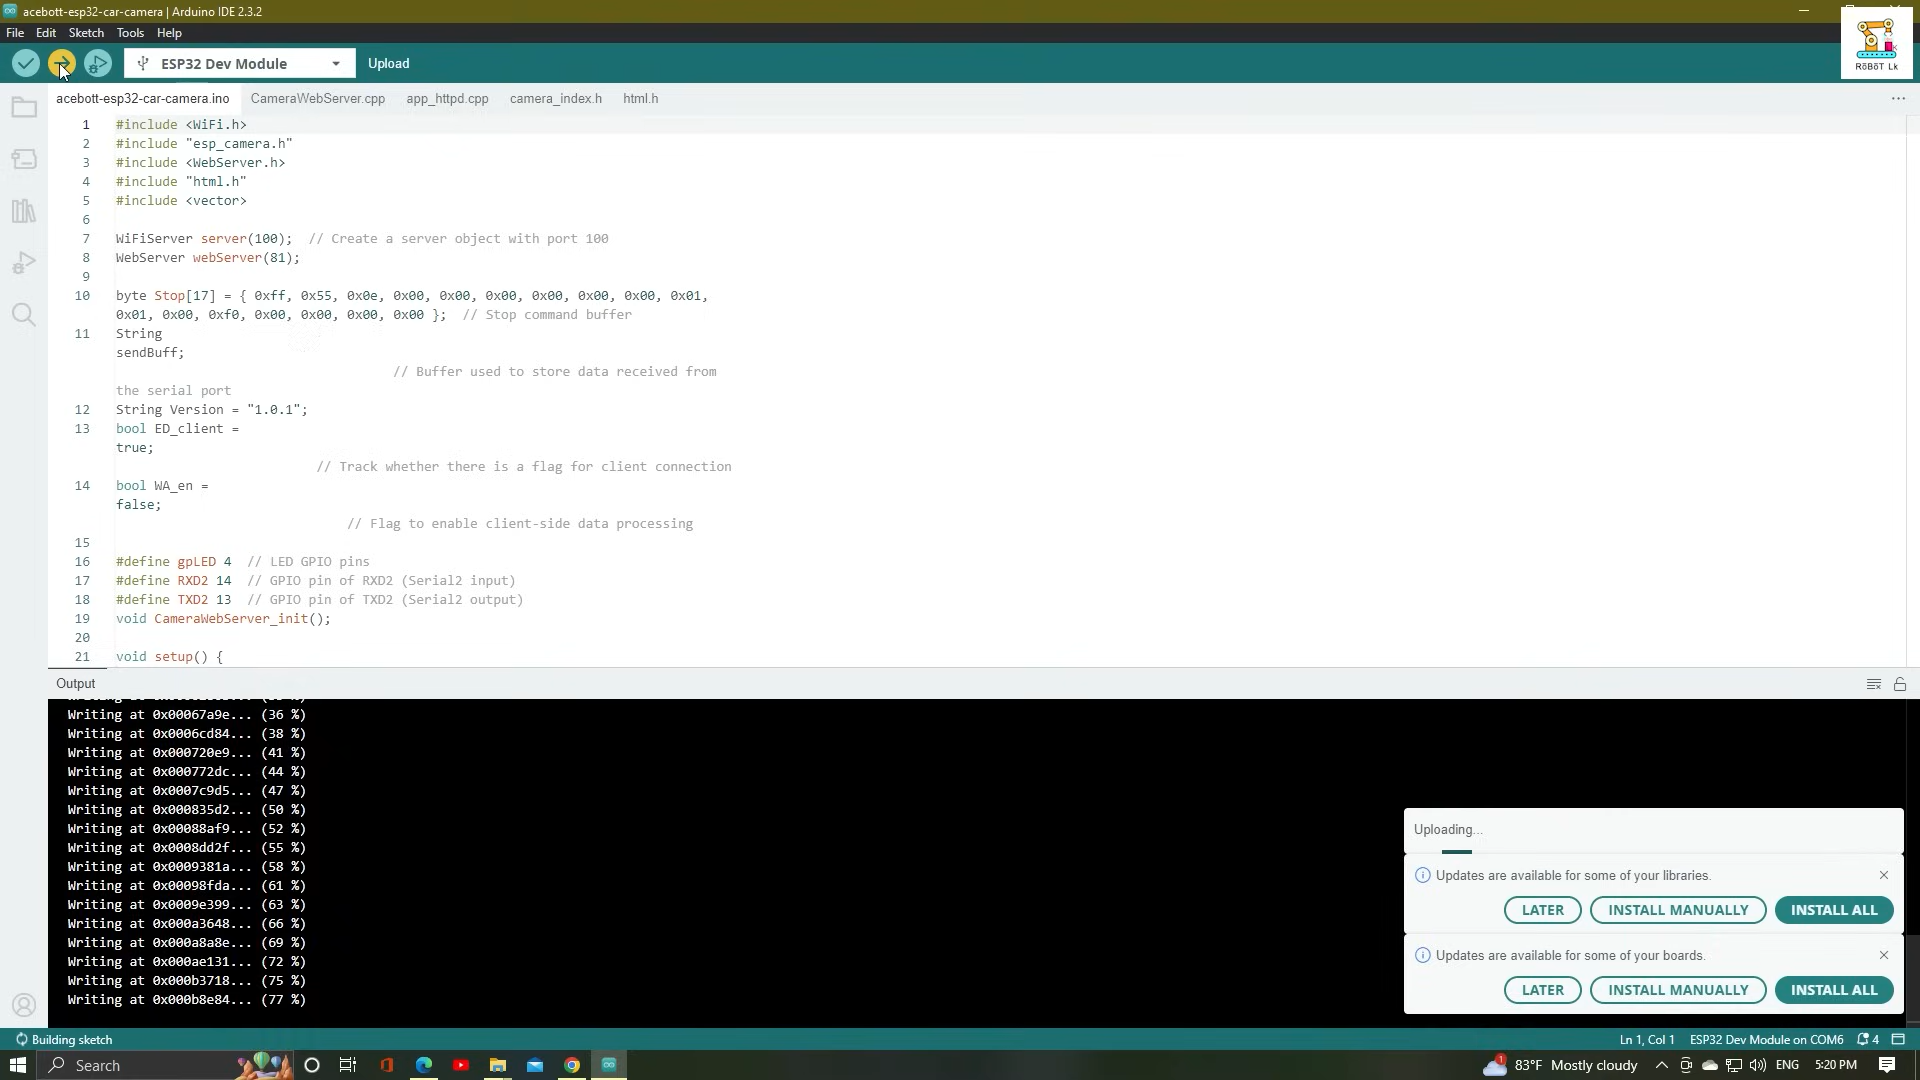 acebott-esp32-car-camera | Arduino IDE 2.3.2
File Edit Sketch Tools Help
ESP32 Dev Module
Upload
RöBöT Lk
acebott-esp32-car-camera.ino CameraWebServer.cpp app_httpd.cpp camera_index.h html.h
1 #include <WiFi.h>
2 #include "esp_camera.h"
3 #include <WebServer.h>
4 #include "html.h"
5 #include <vector>
6
7 WiFiServer server(100);  // Create a server object with port 100
8 WebServer webServer(81);
9
10 byte Stop[17] = { 0xff, 0x55, 0x0e, 0x00, 0x00, 0x00, 0x00, 0x00, 0x00, 0x01,
0x01, 0x00, 0xf0, 0x00, 0x00, 0x00, 0x00 };  // Stop command buffer
11 String
sendBuff;
// Buffer used to store data received from
the serial port
12 String Version = "1.0.1";
13 bool ED_client =
true;
// Track whether there is a flag for client connection
14 bool WA_en =
false;
// Flag to enable client-side data processing
15
16 #define gpLED 4  // LED GPIO pins
17 #define RXD2 14  // GPIO pin of RXD2 (Serial2 input)
18 #define TXD2 13  // GPIO pin of TXD2 (Serial2 output)
19 void CameraWebServer_init();
20
21 void setup() {
Output
Writing at 0x00067a9e... (36 %)
Writing at 0x0006cd84... (38 %)
Writing at 0x000720e9... (41 %)
Writing at 0x000772dc... (44 %)
Writing at 0x0007c9d5... (47 %)
Writing at 0x000835d2... (50 %)
Writing at 0x00088af9... (52 %)
Writing at 0x0008dd2f... (55 %)
Writing at 0x0009381a... (58 %)
Writing at 0x00098fda... (61 %)
Writing at 0x0009e399... (63 %)
Writing at 0x000a3648... (66 %)
Writing at 0x000a8a8e... (69 %)
Writing at 0x000ae131... (72 %)
Writing at 0x000b3718... (75 %)
Writing at 0x000b8e84... (77 %)
Uploading...
Updates are available for some of your libraries.
LATER INSTALL MANUALLY INSTALL ALL
Updates are available for some of your boards.
LATER INSTALL MANUALLY INSTALL ALL
Building sketch
Ln 1, Col 1 ESP32 Dev Module on COM6 4
Search
1 83°F Mostly cloudy ENG 5:20 PM